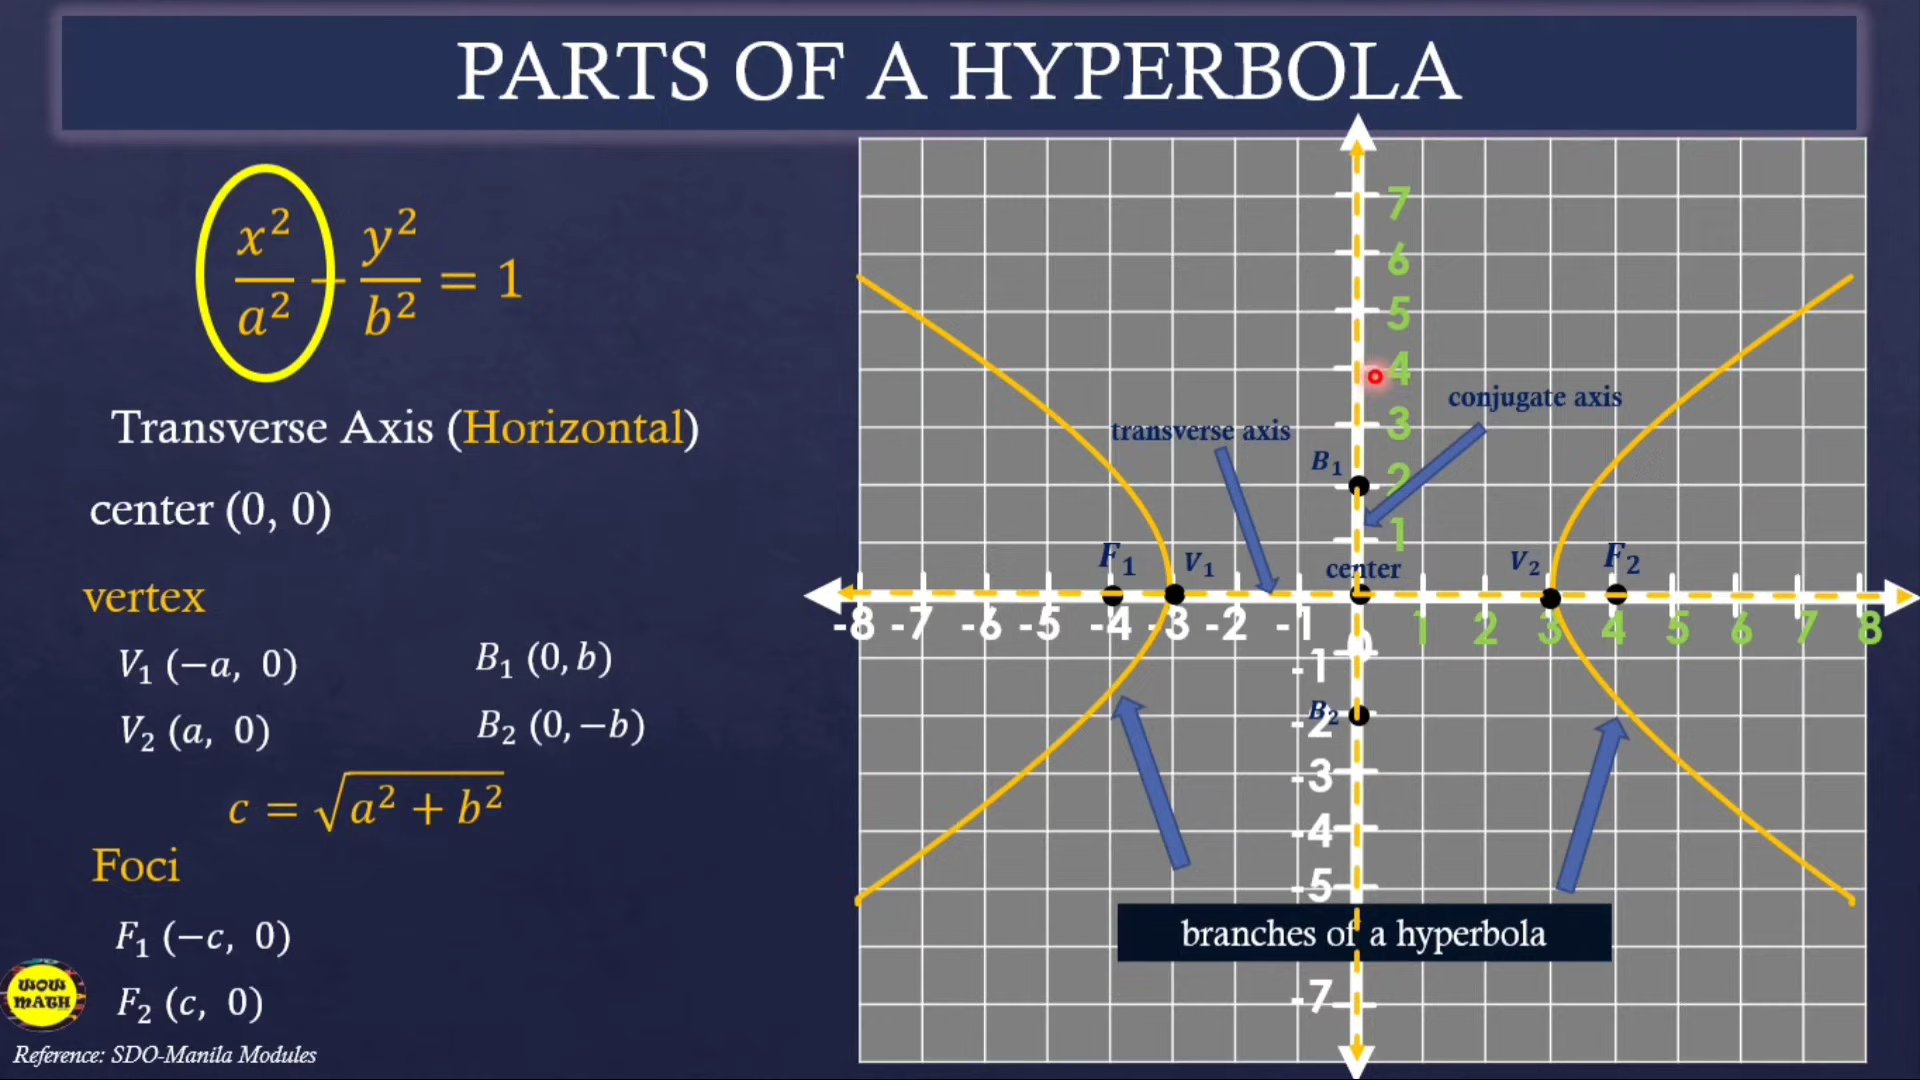 PARTS OF A HYPERBOLA
x²/a² − y²/b² = 1
Transverse Axis (Horizontal)
center (0, 0)
vertex
V₁ (−a, 0) B₁ (0, b)
V₂ (a, 0) B₂ (0, −b)
c = √(a² + b²)
Foci
F₁ (−c, 0)
F₂ (c, 0)
WOW
MATH
Reference: SDO-Manila Modules
7
6
5
4
conjugate axis
3
transverse axis
B₁
2
1
F₁ V₁ center V₂ F₂
-8 -7 -6 -5 -4 -3 -2 -1 0 1 2 3 4 5 6 7 8
-1
B₂
-2
-3
-4
-5
branches of a hyperbola
-7